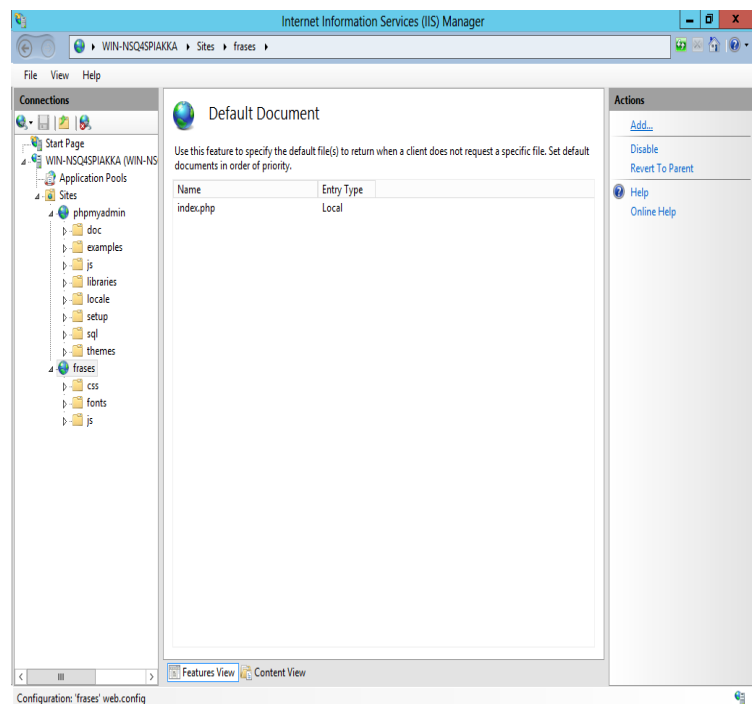 Internet Information Services (IIS) Manager
WIN-NSQ4SPIAKKA ▸ Sites ▸ frases ▸
File View Help
Connections
Start Page
WIN-NSQ4SPIAKKA (WIN-NS
Application Pools
Sites
phpmyadmin
doc
examples
js
libraries
locale
setup
sql
themes
frases
css
fonts
js
Default Document
Use this feature to specify the default file(s) to return when a client does not request a specific file. Set default
documents in order of priority.
Name Entry Type
index.php Local
Features View Content View
Actions
Add...
Disable
Revert To Parent
Help
Online Help
Configuration: 'frases' web.config